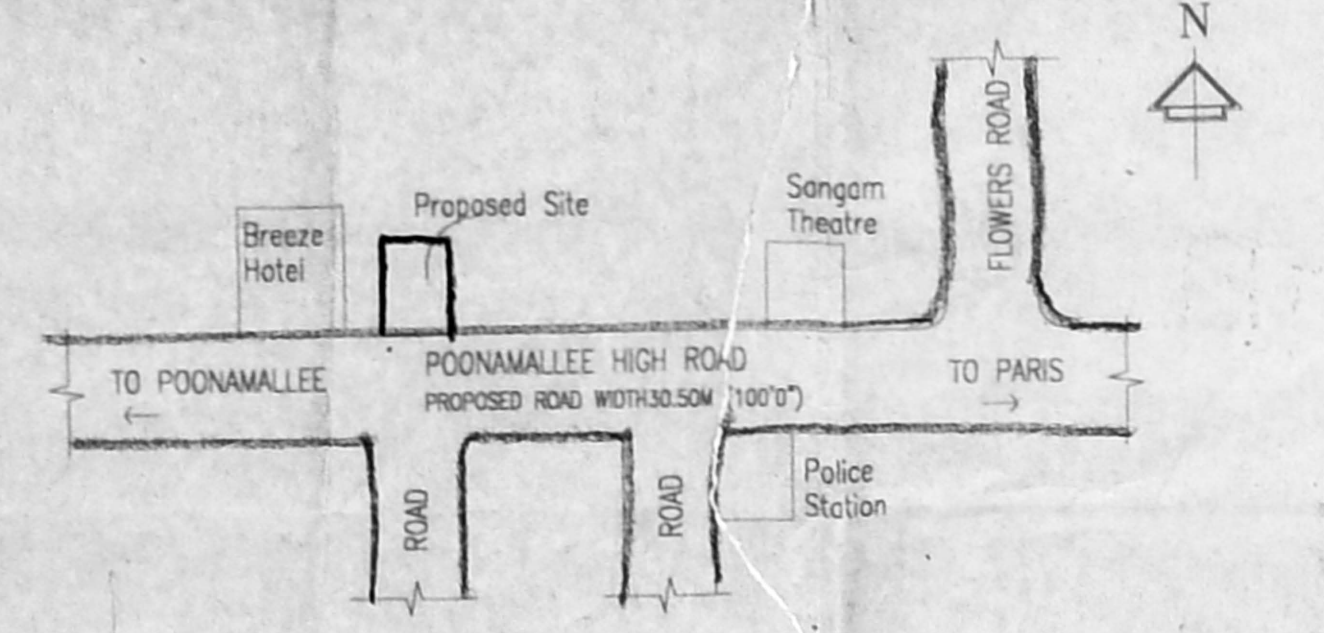 N
FLOWERS ROAD
Sangam
Theatre
Proposed Site
Breeze
Hotel
POONAMALLEE HIGH ROAD
TO POONAMALLEE
TO PARIS
PROPOSED ROAD WIDTH30.50M (100'0")
Police
Station
ROAD
ROAD